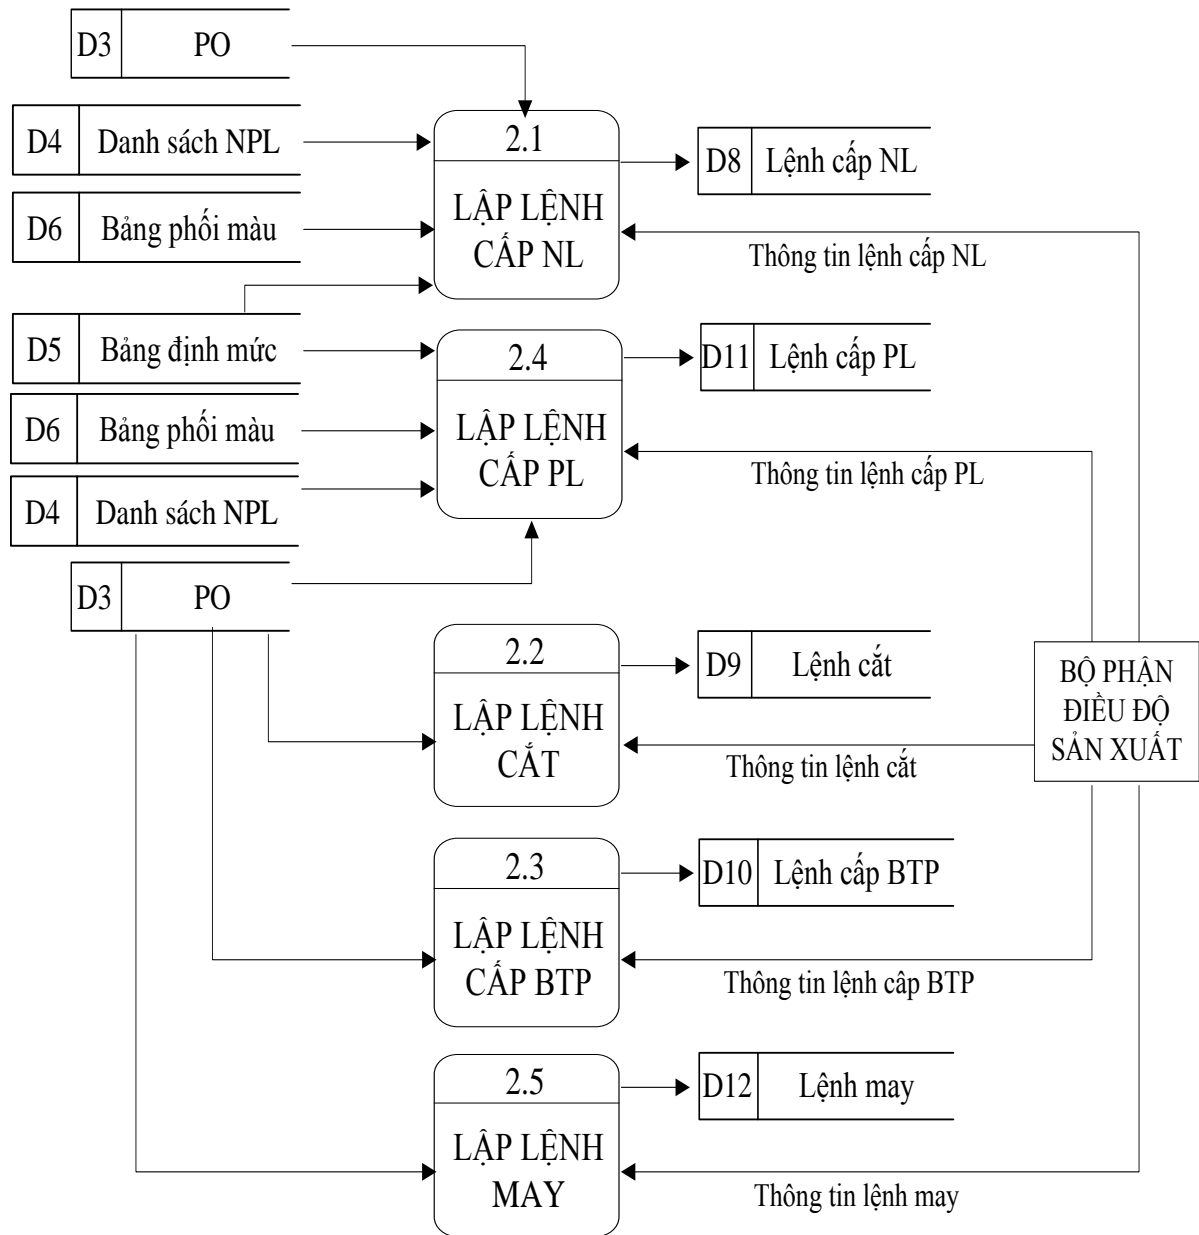 D3 PO
2.1
D4 Danh sách NPL
D8 Lệnh cấp NL
LẬP LỆNH
CẤP NL
D6 Bảng phối màu
Thông tin lệnh cấp NL
D5 Bảng định mức
2.4
D11 Lệnh cấp PL
D6 Bảng phối màu
LẬP LỆNH
CẤP PL
Thông tin lệnh cấp PL
D4 Danh sách NPL
D3 PO
2.2
D9 Lệnh cắt
LẬP LỆNH
CẮT
BỘ PHẬN
ĐIỀU ĐỘ
SẢN XUẤT
Thông tin lệnh cắt
2.3
D10 Lệnh cấp BTP
LẬP LỆNH
CẤP BTP
Thông tin lệnh câp BTP
2.5
D12 Lệnh may
LẬP LỆNH
MAY
Thông tin lệnh may